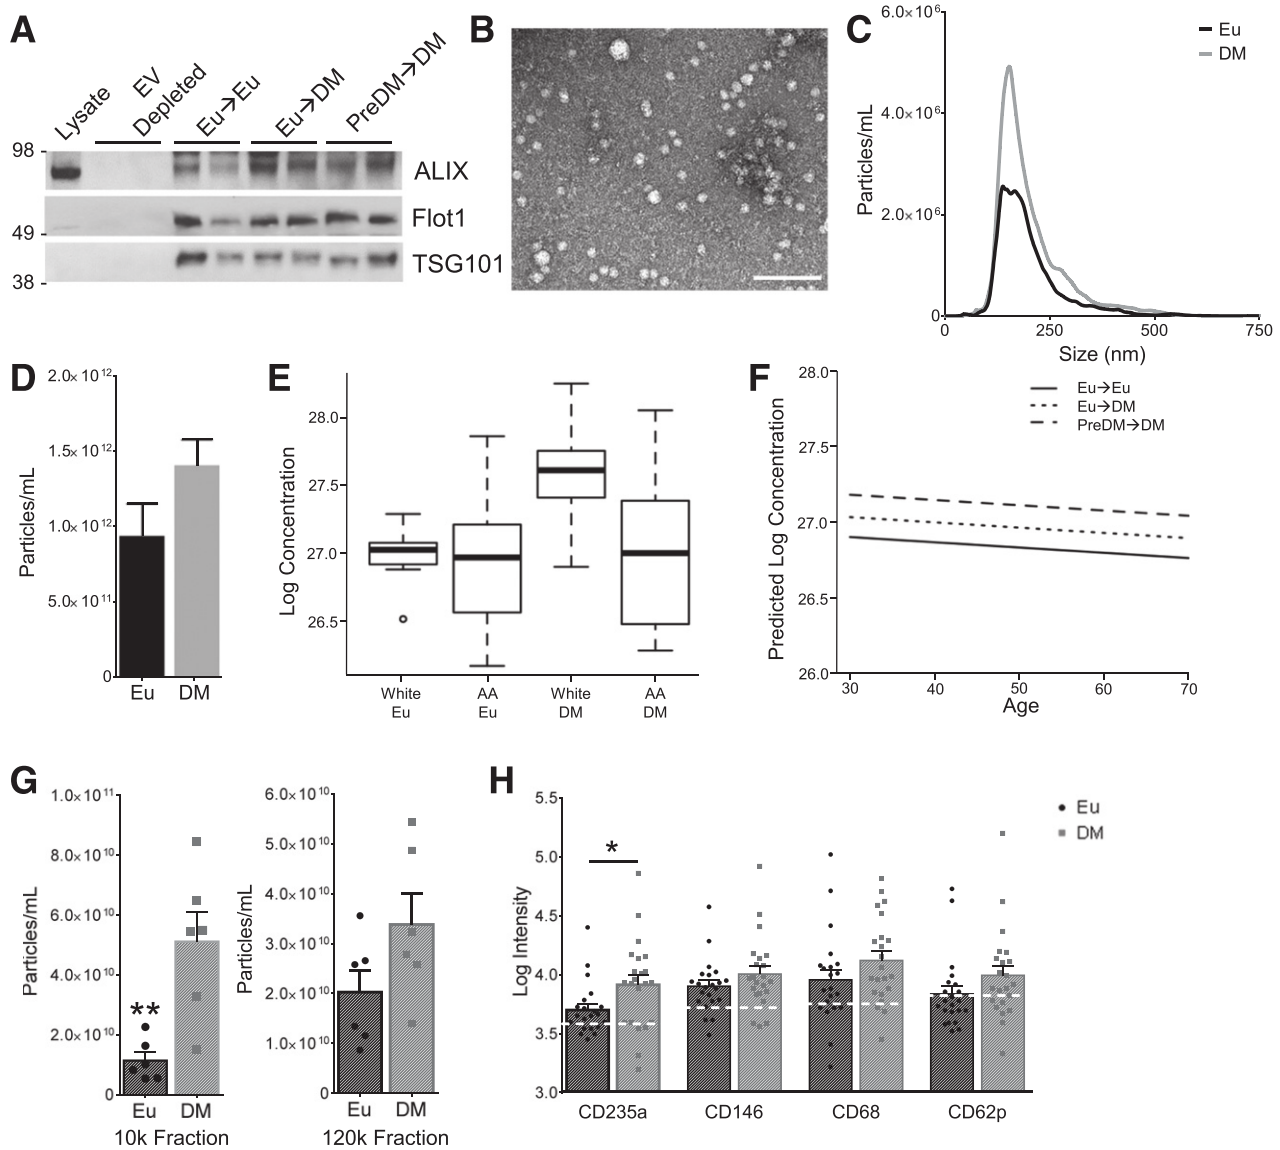 A
Lysate
EV
Depleted
Eu→Eu
Eu→DM
PreDM→DM
98
49
38
ALIX
Flot1
TSG101
B
C
6.0×10⁶
4.0×10⁶
2.0×10⁶
0
Particles/mL
0 250 500 750
Size (nm)
Eu
DM
D
2.0×10¹²
1.5×10¹²
1.0×10¹²
5.0×10¹¹
0
Particles/mL
Eu DM
E
28.0
27.5
27.0
26.5
Log Concentration
White Eu
AA Eu
White DM
AA DM
F
28.0
27.5
27.0
26.5
26.0
Predicted Log Concentration
Eu→Eu
Eu→DM
PreDM→DM
30 40 50 60 70
Age
G
1.0×10¹¹
8.0×10¹⁰
6.0×10¹⁰
4.0×10¹⁰
2.0×10¹⁰
0
Particles/mL
**
Eu DM
10k Fraction
6.0×10¹⁰
5.0×10¹⁰
4.0×10¹⁰
3.0×10¹⁰
2.0×10¹⁰
1.0×10¹⁰
0
Particles/mL
Eu DM
120k Fraction
H
5.5
5.0
4.5
4.0
3.5
3.0
Log Intensity
*
Eu
DM
CD235a CD146 CD68 CD62p